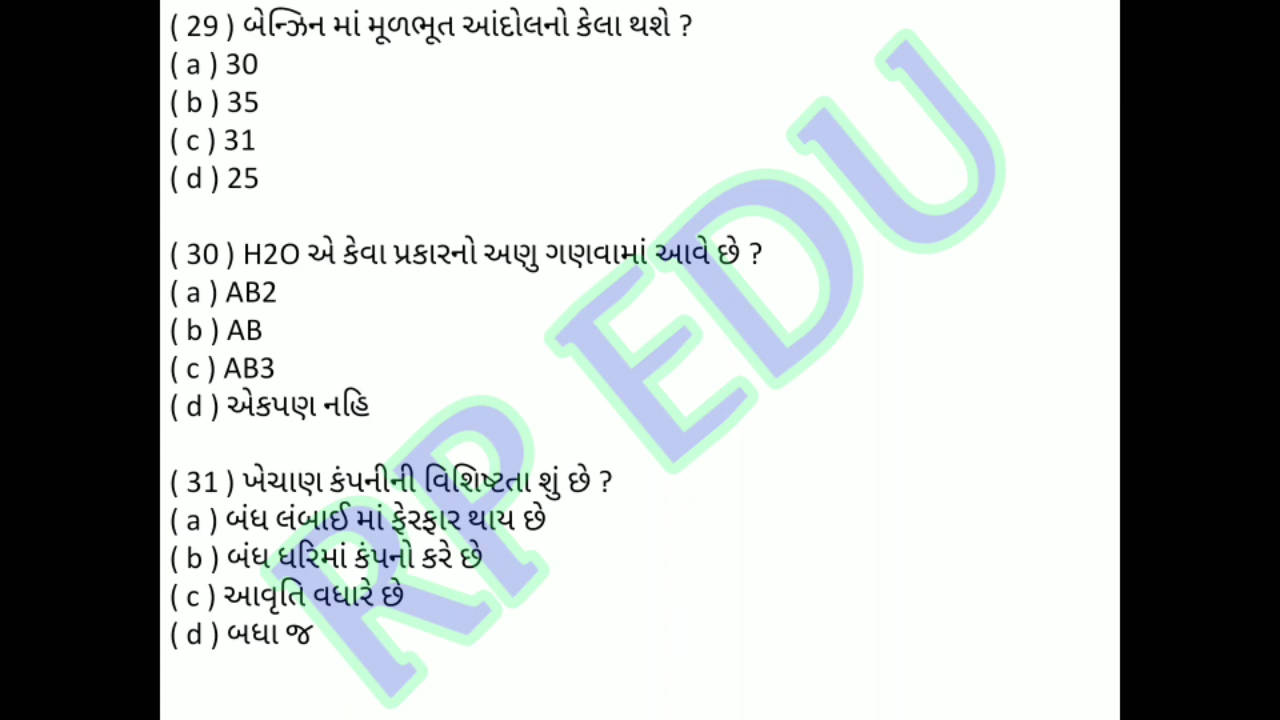 ( 29 ) બેન્ઝિન માં મૂળભૂત આંદોલનો કેલા થશે ?
( a ) 30
( b ) 35
( c ) 31
( d ) 25
( 30 ) H2O એ કેવા પ્રકારનો અણુ ગણવામાં આવે છે ?
( a ) AB2
( b ) AB
( c ) AB3
( d ) એકપણ નહિ
( 31 ) ખેચાણ કંપનીની વિશિષ્ટતા શું છે ?
( a ) બંધ લંબાઈ માં ફેરફાર થાય છે
( b ) બંધ ધરિમાં કંપનો કરે છે
( c ) આવૃતિ વધારે છે
( d ) બધા જ
RP EDU